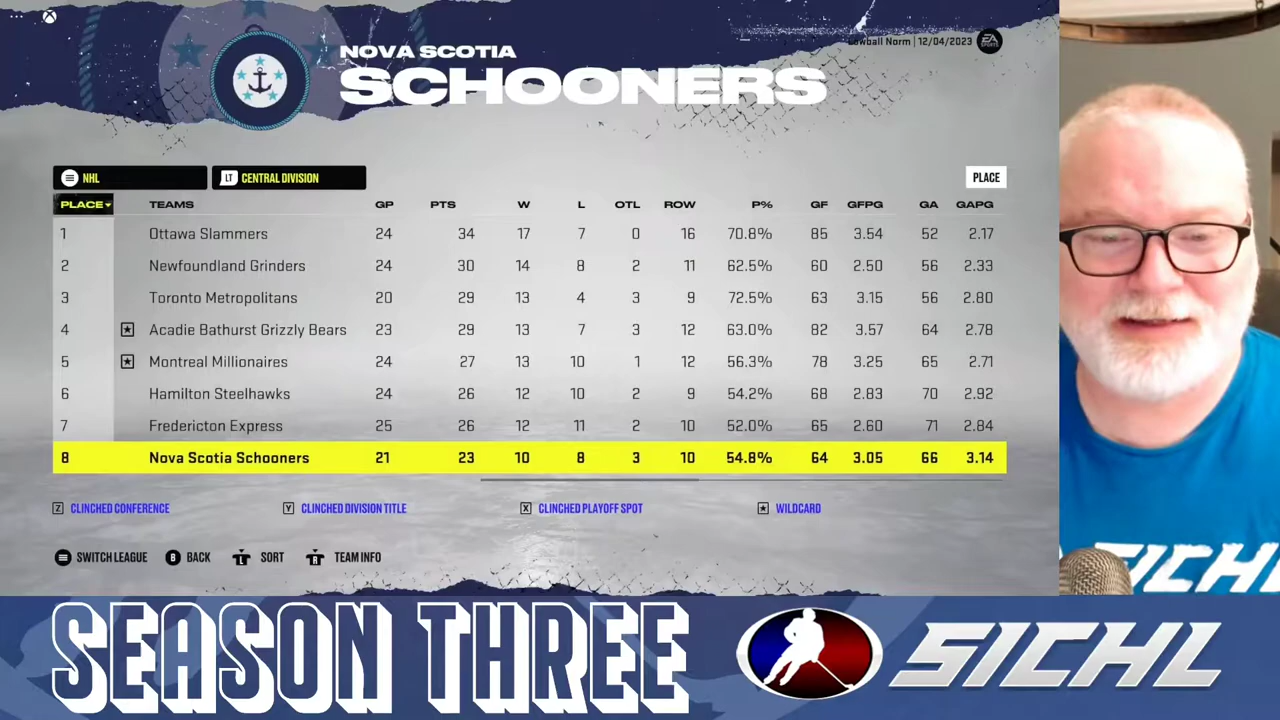 NOVA SCOTIA
SCHOONERS
owball Norm | 12/04/2023
EA SPORTS
NHL LT CENTRAL DIVISION PLACE
PLACE TEAMS GP PTS W L OTL ROW P% GF GFPG GA GAPG
1 Ottawa Slammers 24 34 17 7 0 16 70.8% 85 3.54 52 2.17
2 Newfoundland Grinders 24 30 14 8 2 11 62.5% 60 2.50 56 2.33
3 Toronto Metropolitans 20 29 13 4 3 9 72.5% 63 3.15 56 2.80
4 Acadie Bathurst Grizzly Bears 23 29 13 7 3 12 63.0% 82 3.57 64 2.78
5 Montreal Millionaires 24 27 13 10 1 12 56.3% 78 3.25 65 2.71
6 Hamilton Steelhawks 24 26 12 10 2 9 54.2% 68 2.83 70 2.92
7 Fredericton Express 25 26 12 11 2 10 52.0% 65 2.60 71 2.84
8 Nova Scotia Schooners 21 23 10 8 3 10 54.8% 64 3.05 66 3.14
Z CLINCHED CONFERENCE Y CLINCHED DIVISION TITLE X CLINCHED PLAYOFF SPOT WILDCARD
SWITCH LEAGUE B BACK L SORT R TEAM INFO
SICHL
SEASON THREE SICHL